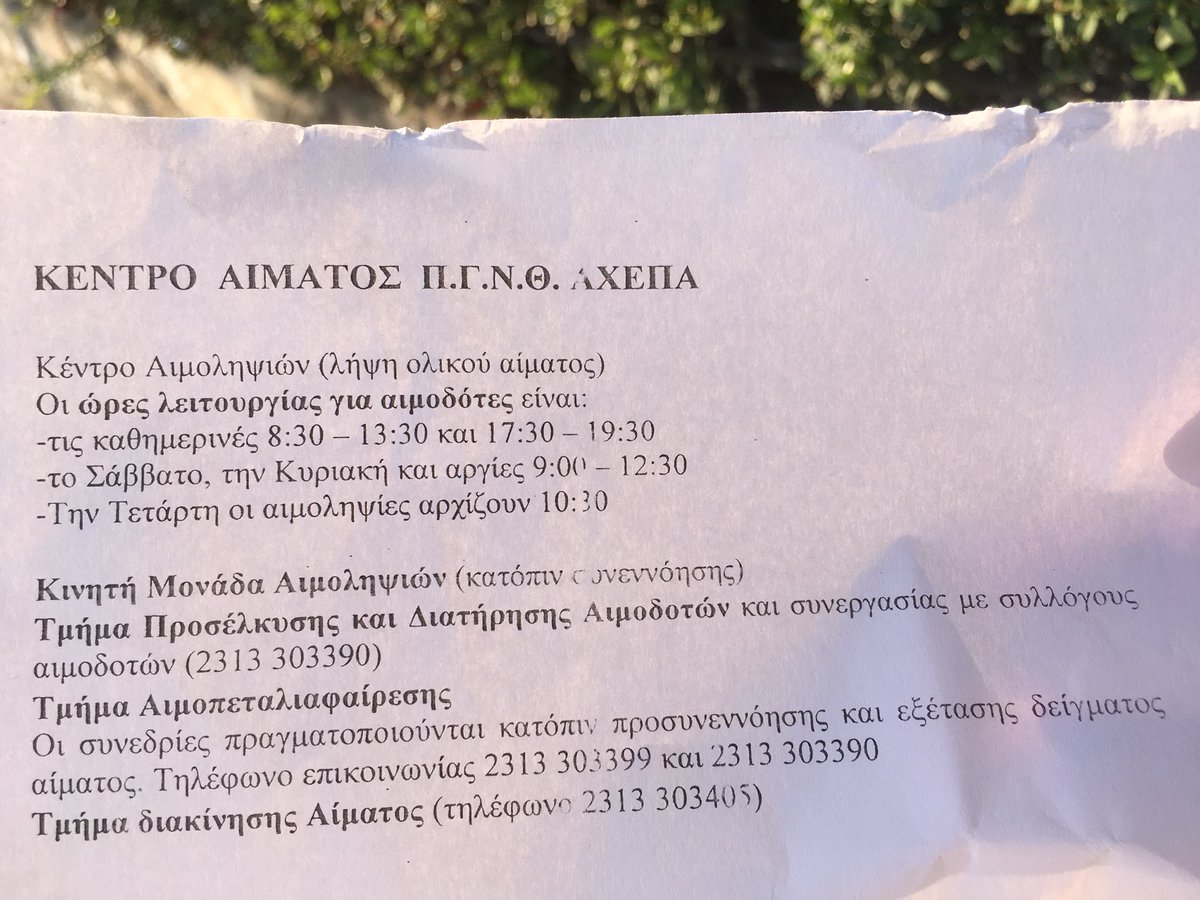 ΚΕΝΤΡΟ ΑΙΜΑΤΟΣ Π.Γ.Ν.Θ. ΑΧΕΠΑ
Κέντρο Αιμοληψιών (λήψη ολικού αίματος)
Οι ώρες λειτουργίας για αιμοδότες είναι:
-τις καθημερινές 8:30 – 13:30 και 17:30 – 19:30
-το Σάββατο, την Κυριακή και αργίες 9:00 – 12:30
-Την Τετάρτη οι αιμοληψίες αρχίζουν 10:30
Κινητή Μονάδα Αιμοληψιών (κατόπιν συνεννόησης)
Τμήμα Προσέλκυσης και Διατήρησης Αιμοδοτών και συνεργασίας με συλλόγους
αιμοδοτών (2313 303390)
Τμήμα Αιμοπεταλιαφαίρεσης
Οι συνεδρίες πραγματοποιούνται κατόπιν προσυνεννόησης και εξέτασης δείγματος
αίματος. Τηλέφωνο επικοινωνίας 2313 303399 και 2313 303390
Τμήμα διακίνησης Αίματος (τηλέφωνο 2313 303405)